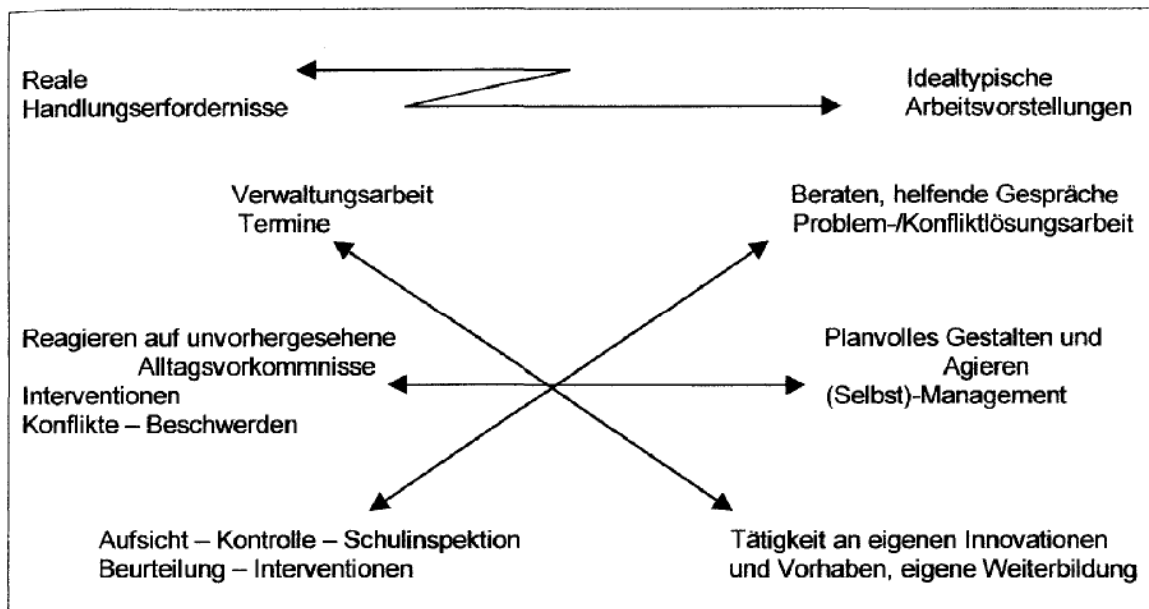 Reale
Handlungserfordernisse
Idealtypische
Arbeitsvorstellungen
Verwaltungsarbeit
Termine
Beraten, helfende Gespräche
Problem-/Konfliktlösungsarbeit
Reagieren auf unvorhergesehene
Alltagsvorkommnisse
Interventionen
Konflikte – Beschwerden
Planvolles Gestalten und
Agieren
(Selbst)-Management
Aufsicht – Kontrolle – Schulinspektion
Beurteilung – Interventionen
Tätigkeit an eigenen Innovationen
und Vorhaben, eigene Weiterbildung